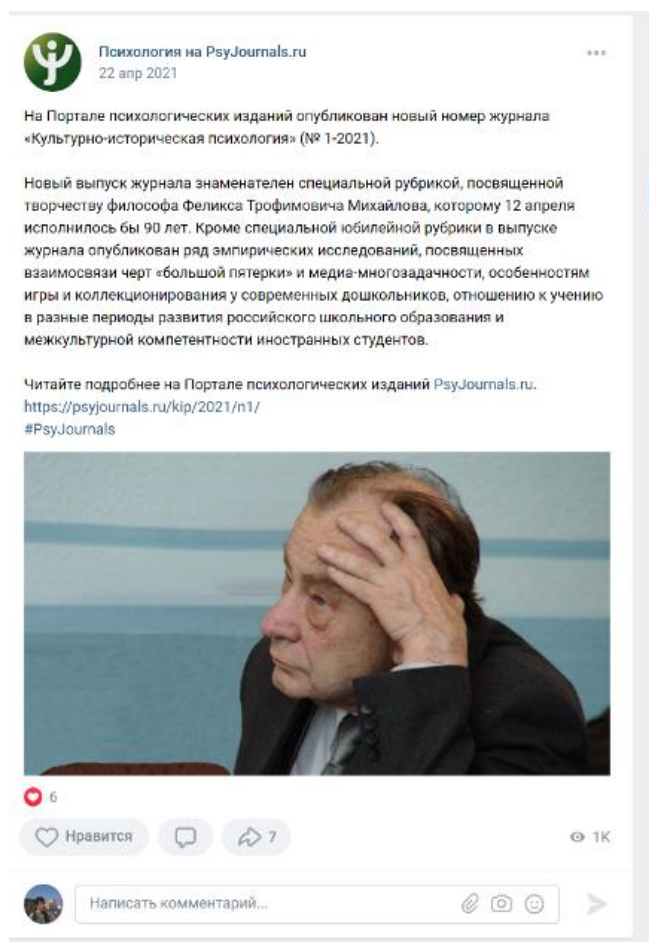 Психология на PsyJournals.ru
22 апр 2021
На Портале психологических изданий опубликован новый номер журнала
«Культурно-историческая психология» (№ 1-2021).
Новый выпуск журнала знаменателен специальной рубрикой, посвященной
творчеству философа Феликса Трофимовича Михайлова, которому 12 апреля
исполнилось бы 90 лет. Кроме специальной юбилейной рубрики в выпуске
журнала опубликован ряд эмпирических исследований, посвященных
взаимосвязи черт «большой пятерки» и медиа-многозадачности, особенностям
игры и коллекционирования у современных дошкольников, отношению к учению
в разные периоды развития российского школьного образования и
межкультурной компетентности иностранных студентов.
Читайте подробнее на Портале психологических изданий PsyJournals.ru.
https://psyjournals.ru/kip/2021/n1/
#PsyJournals
6
Нравится
7
1K
Написать комментарий...